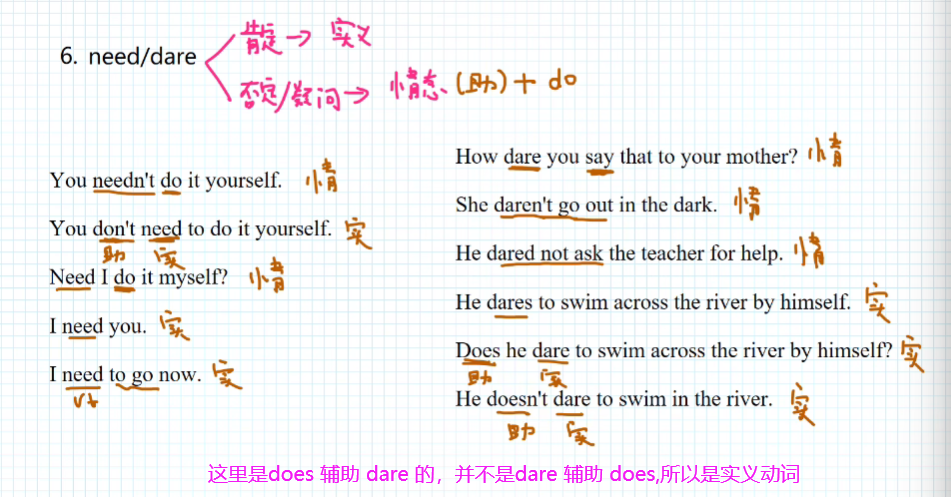 6. need/dare
肯定→实义
否定/疑问→情态(助)+do
You needn't do it yourself. 情
You don't need to do it yourself. 实
助 实
Need I do it myself? 情
I need you. 实
I need to go now. 实
vt
How dare you say that to your mother? 情
She daren't go out in the dark. 情
He dared not ask the teacher for help. 情
He dares to swim across the river by himself. 实
Does he dare to swim across the river by himself? 实
助 实
He doesn't dare to swim in the river. 实
助 实
这里是does 辅助 dare 的，并不是dare 辅助 does,所以是实义动词